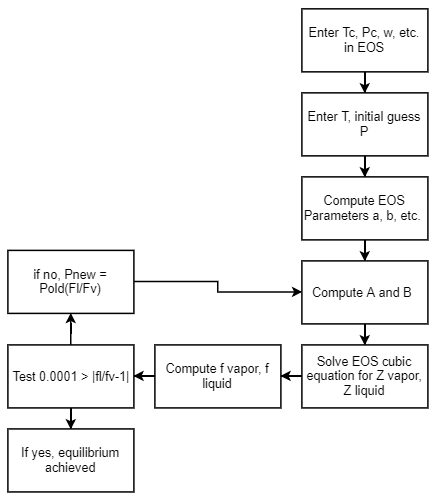 Enter Tc, Pc, w, etc.
in EOS
Enter T, initial guess
P
Compute EOS
Parameters a, b, etc.
if no, Pnew =
Pold(Fl/Fv)
Compute A and B
Test 0.0001 > |fl/fv-1|
Compute f vapor, f
liquid
Solve EOS cubic
equation for Z vapor,
Z liquid
If yes, equilibrium
achieved